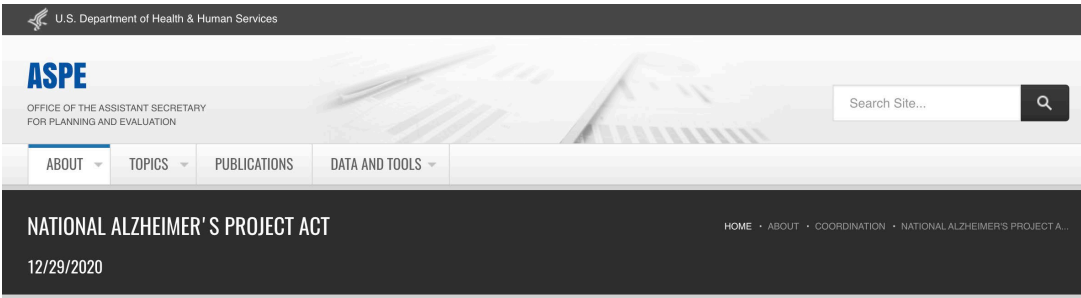 U.S. Department of Health & Human Services
ASPE
OFFICE OF THE ASSISTANT SECRETARY
FOR PLANNING AND EVALUATION
Search Site...
ABOUT TOPICS PUBLICATIONS DATA AND TOOLS
NATIONAL ALZHEIMER'S PROJECT ACT
HOME • ABOUT • COORDINATION • NATIONAL ALZHEIMER'S PROJECT A...
12/29/2020